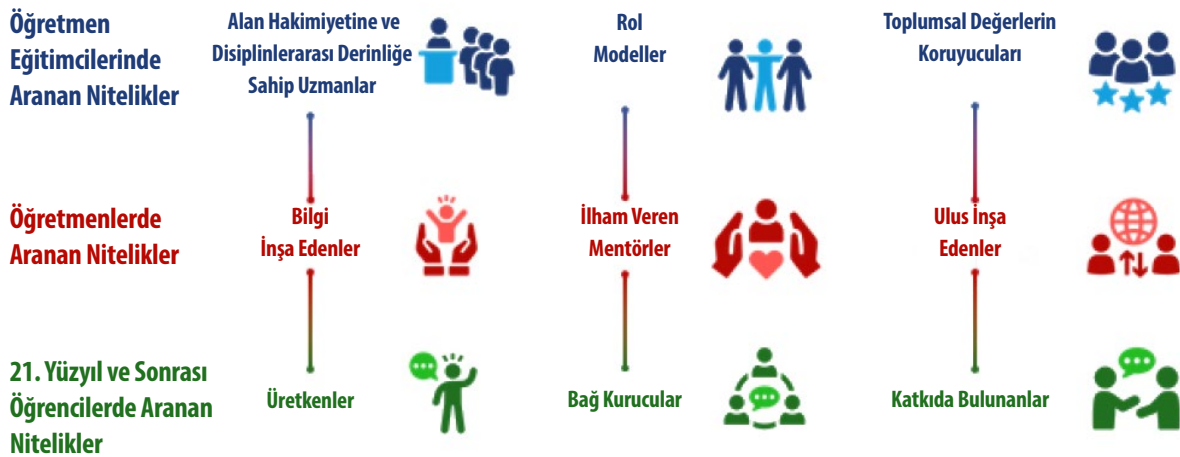 Öğretmen
Eğitimcilerinde
Aranan Nitelikler
Alan Hakimiyetine ve
Disiplinlerarası Derinliğe
Sahip Uzmanlar
Rol
Modeller
Toplumsal Değerlerin
Koruyucuları
Öğretmenlerde
Aranan Nitelikler
Bilgi
İnşa Edenler
İlham Veren
Mentörler
Ulus İnşa
Edenler
21. Yüzyıl ve Sonrası
Öğrencilerde Aranan
Nitelikler
Üretkenler
Bağ Kurucular
Katkıda Bulunanlar